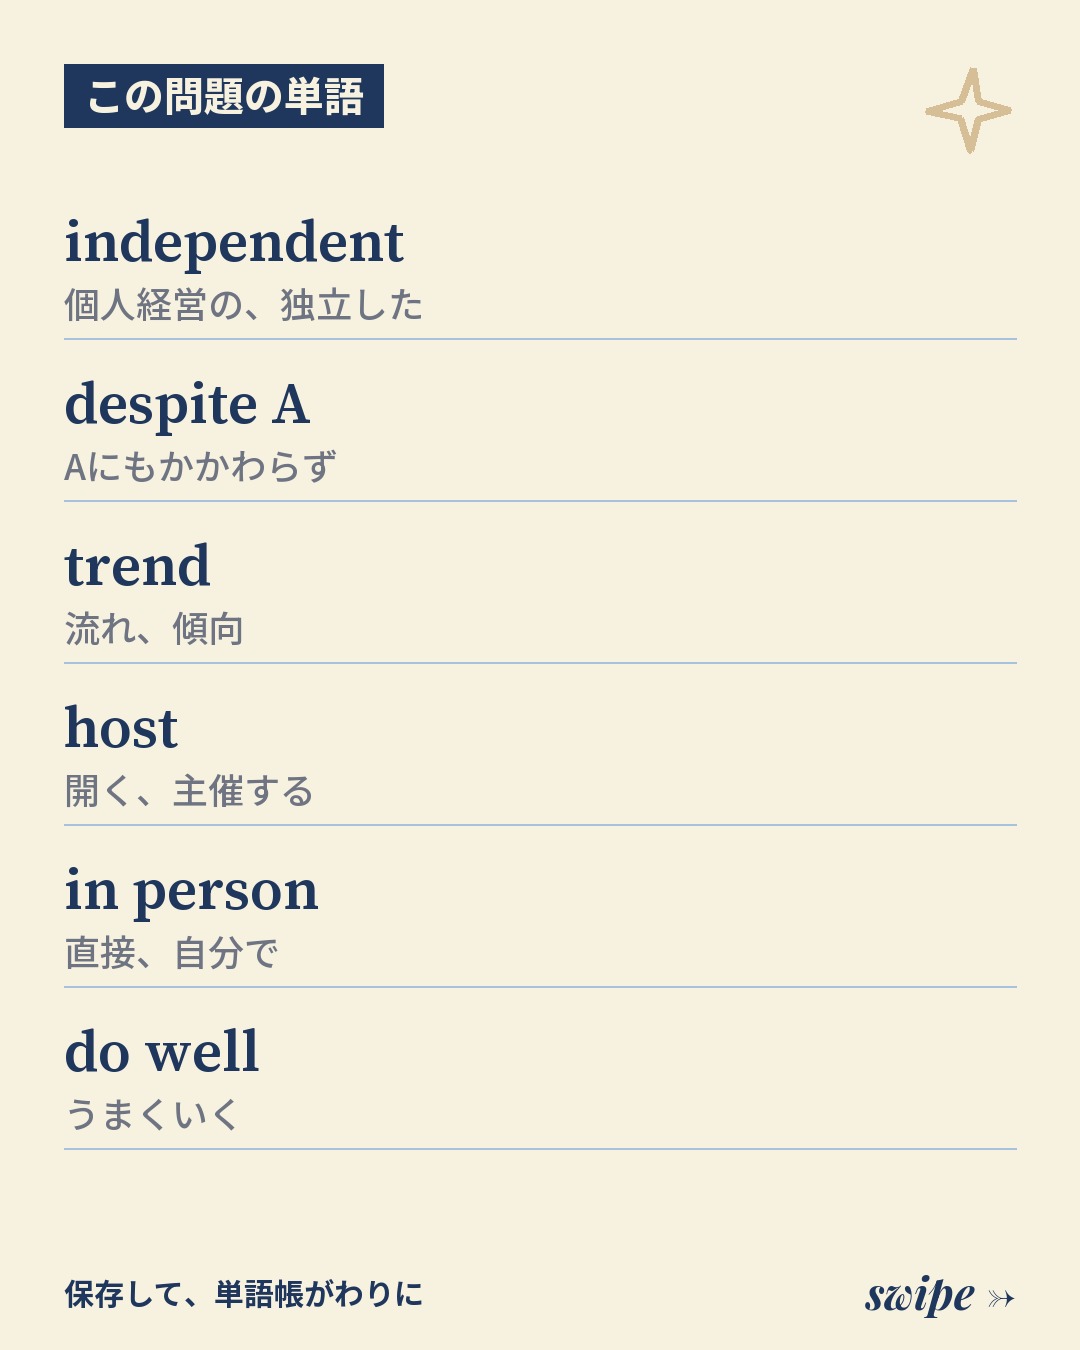 この問題の単語
independent
個人経営の、独立した
despite A
Aにもかかわらず
trend
流れ、傾向
host
開く、主催する
in person
直接、自分で
do well
うまくいく
保存して、単語帳がわりに
swipe